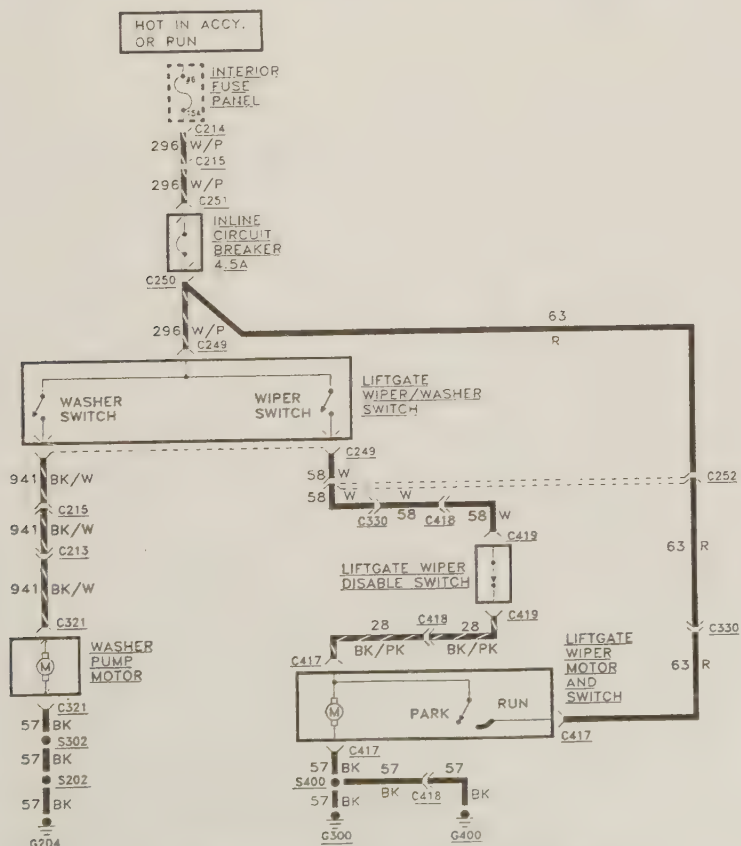 HOT IN ACCY.
OR RUN
#6
INTERIOR
FUSE
PANEL
15A
C214
296 W/P
C215
296 W/P
C251
INLINE
CIRCUIT
BREAKER
4.5A
C250
296 W/P
63
R
C249
WASHER
SWITCH
WIPER
SWITCH
LIFTGATE
WIPER/WASHER
SWITCH
C249
941 BK/W
58 W
C252
58 W W
C330 58 C418 58 W
C215
941 BK/W
C213
C419
63 R
941 BK/W
LIFTGATE WIPER
DISABLE SWITCH
C419
C321
28 C418 28
BK/PK BK/PK
C330
WASHER
PUMP
MOTOR
M
C417
LIFTGATE
WIPER
MOTOR
AND
SWITCH
63 R
M
PARK
RUN
C321
57 BK
C417
C417
S302
57 BK
57 BK 57 57
S400 BK C418 BK
S202
57 BK
57 BK
G204
G300
G400